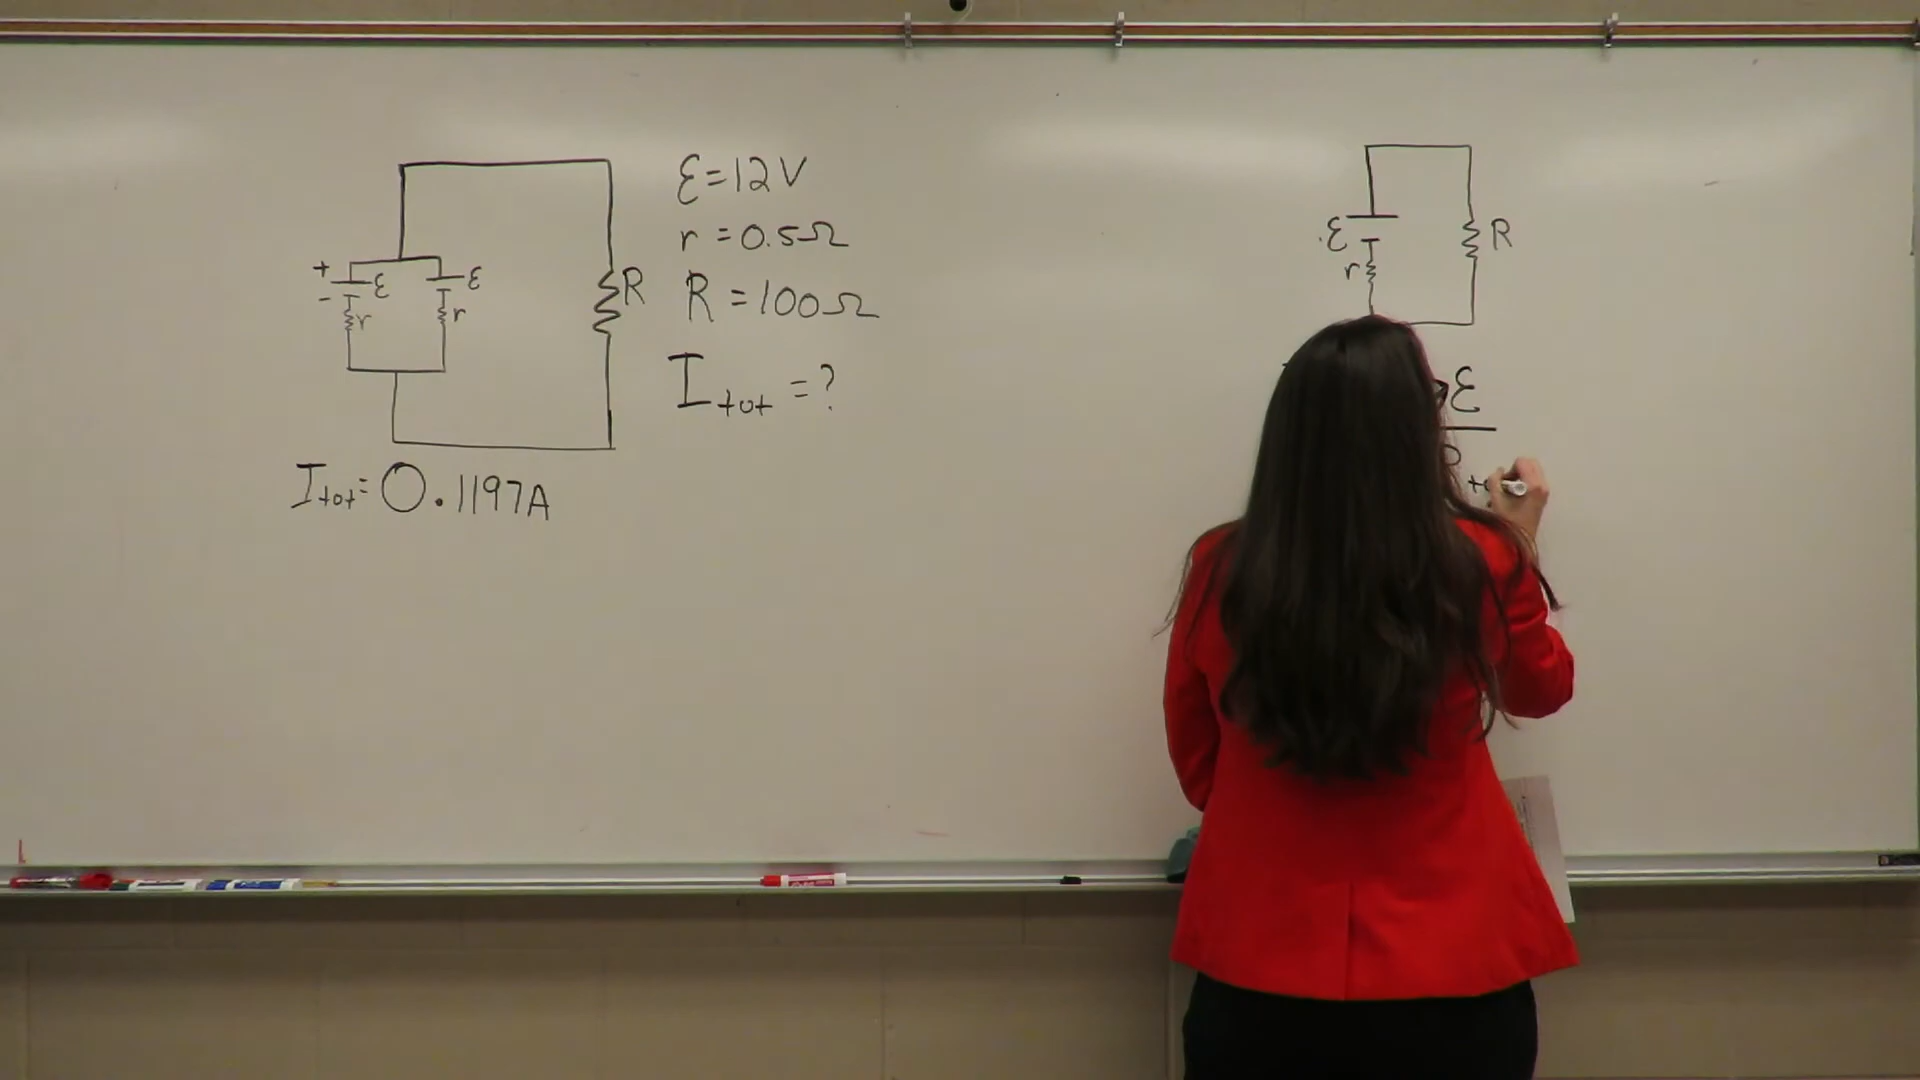 ℰ=12V
r=0.5Ω
R=100Ω
I_tot=?
+
ℰ
ℰ
-
r
r
R
I_tot=0.1197A
ℰ
R
r
ℰ